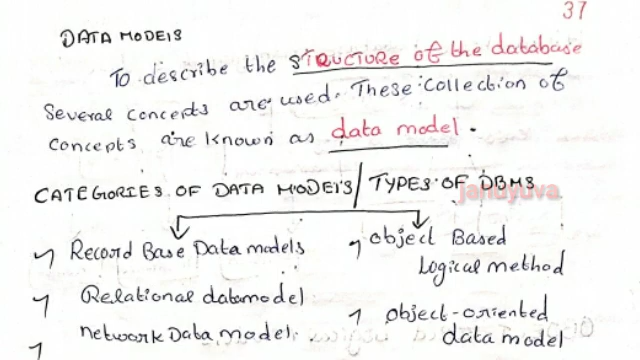 37
DATA MODELS
To describe the STRUCTURE of the database
Several concepts are used. These collection of
concepts are known as data model.
CATEGORIES OF DATA MODELS / TYPES OF DBMS
jahuyuva
Record Base Data models
object Based
Logical method
Relational datamodel
object-oriented
data model
network Data model.